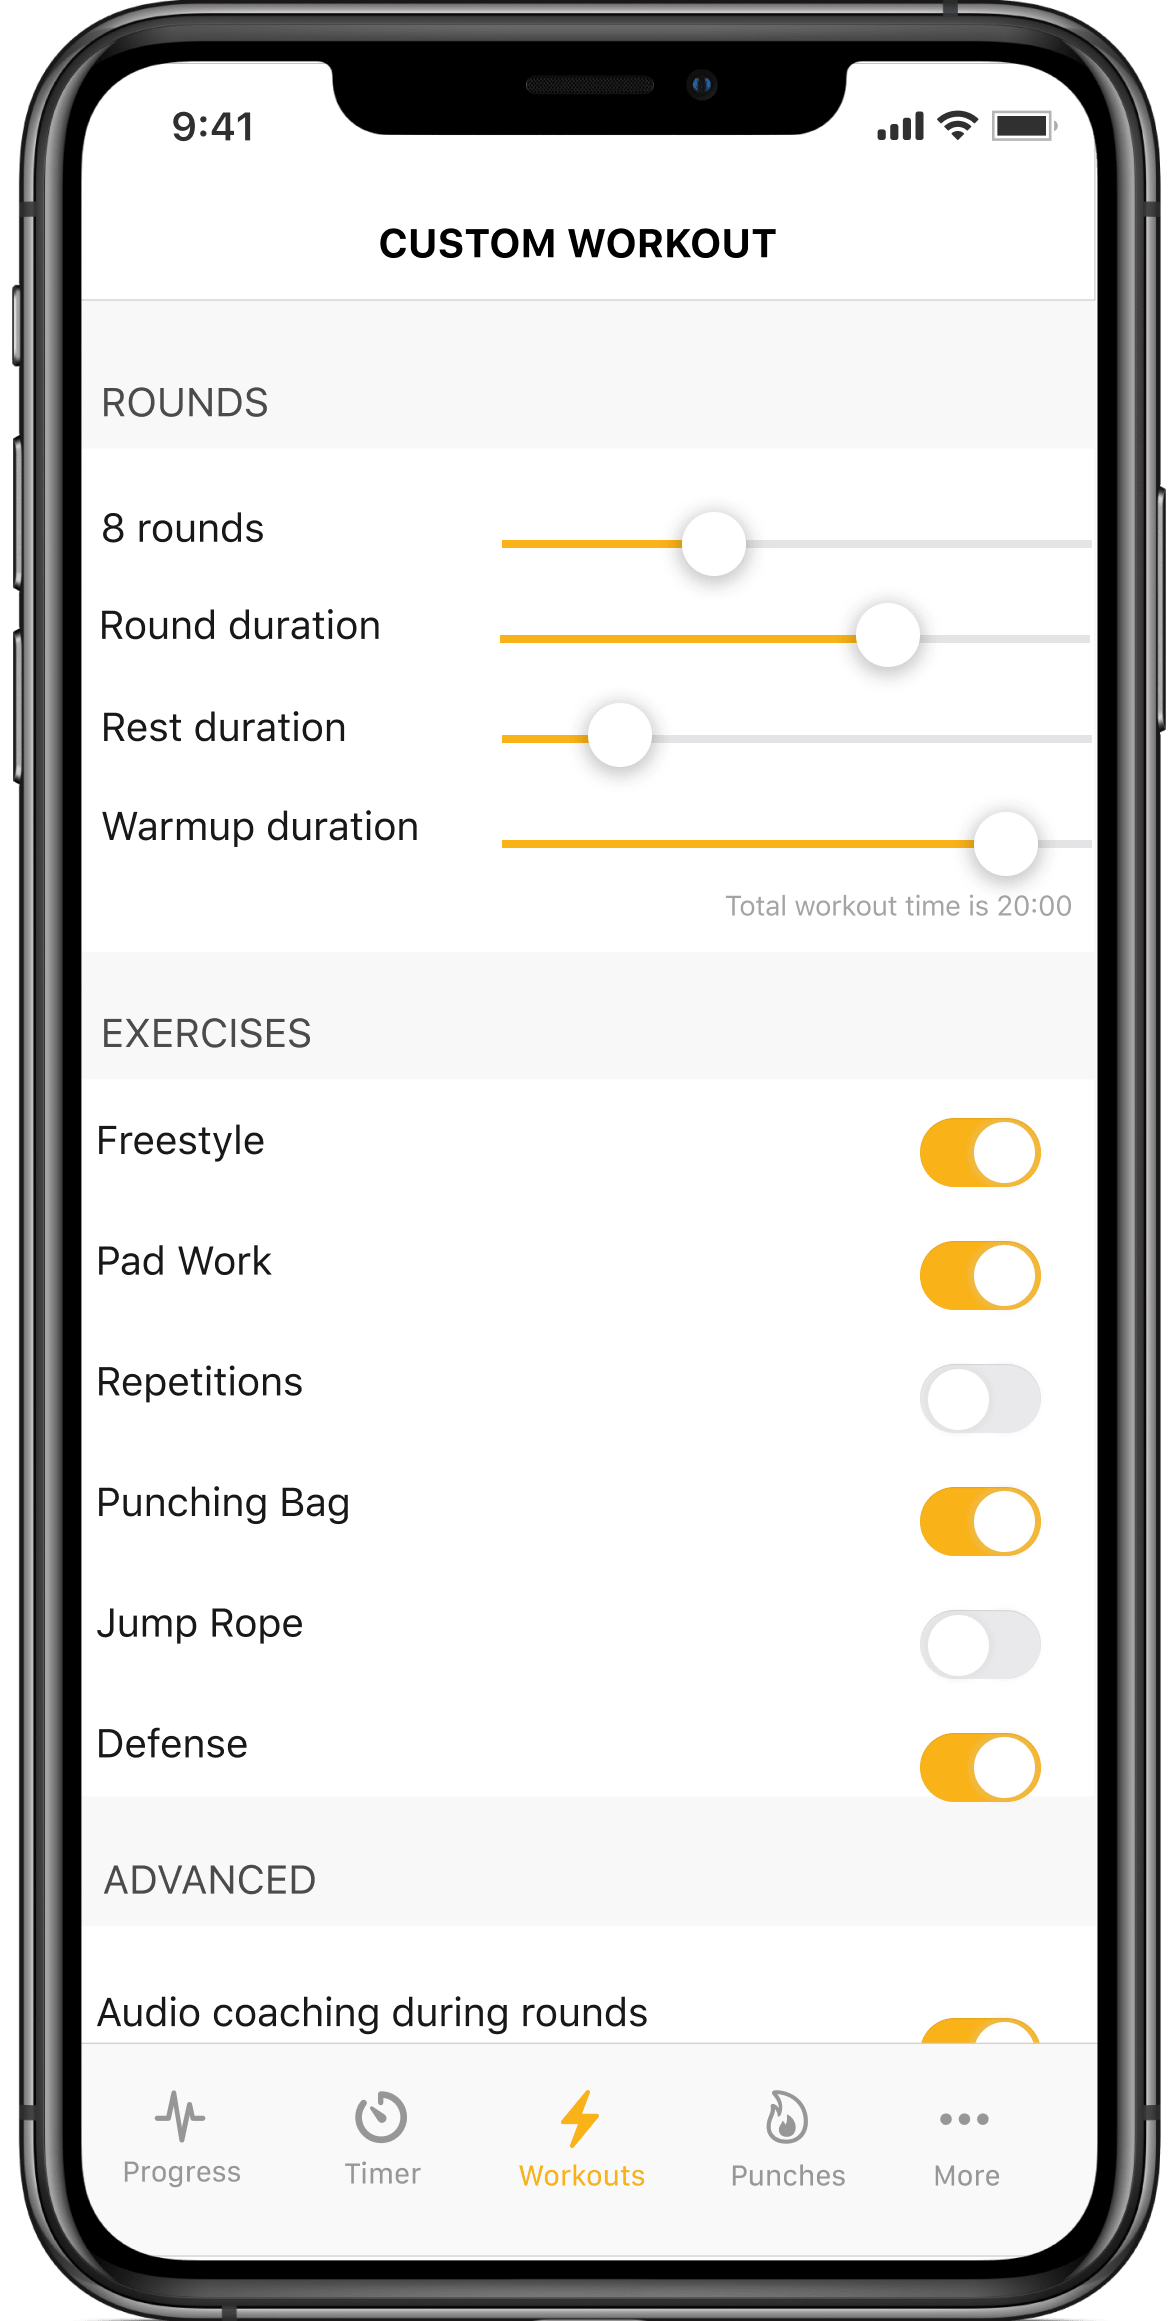 9:41
CUSTOM WORKOUT
ROUNDS
8 rounds
Round duration
Rest duration
Warmup duration
Total workout time is 20:00
EXERCISES
Freestyle
Pad Work
Repetitions
Punching Bag
Jump Rope
Defense
ADVANCED
Audio coaching during rounds
Progress
Timer
Workouts
Punches
More